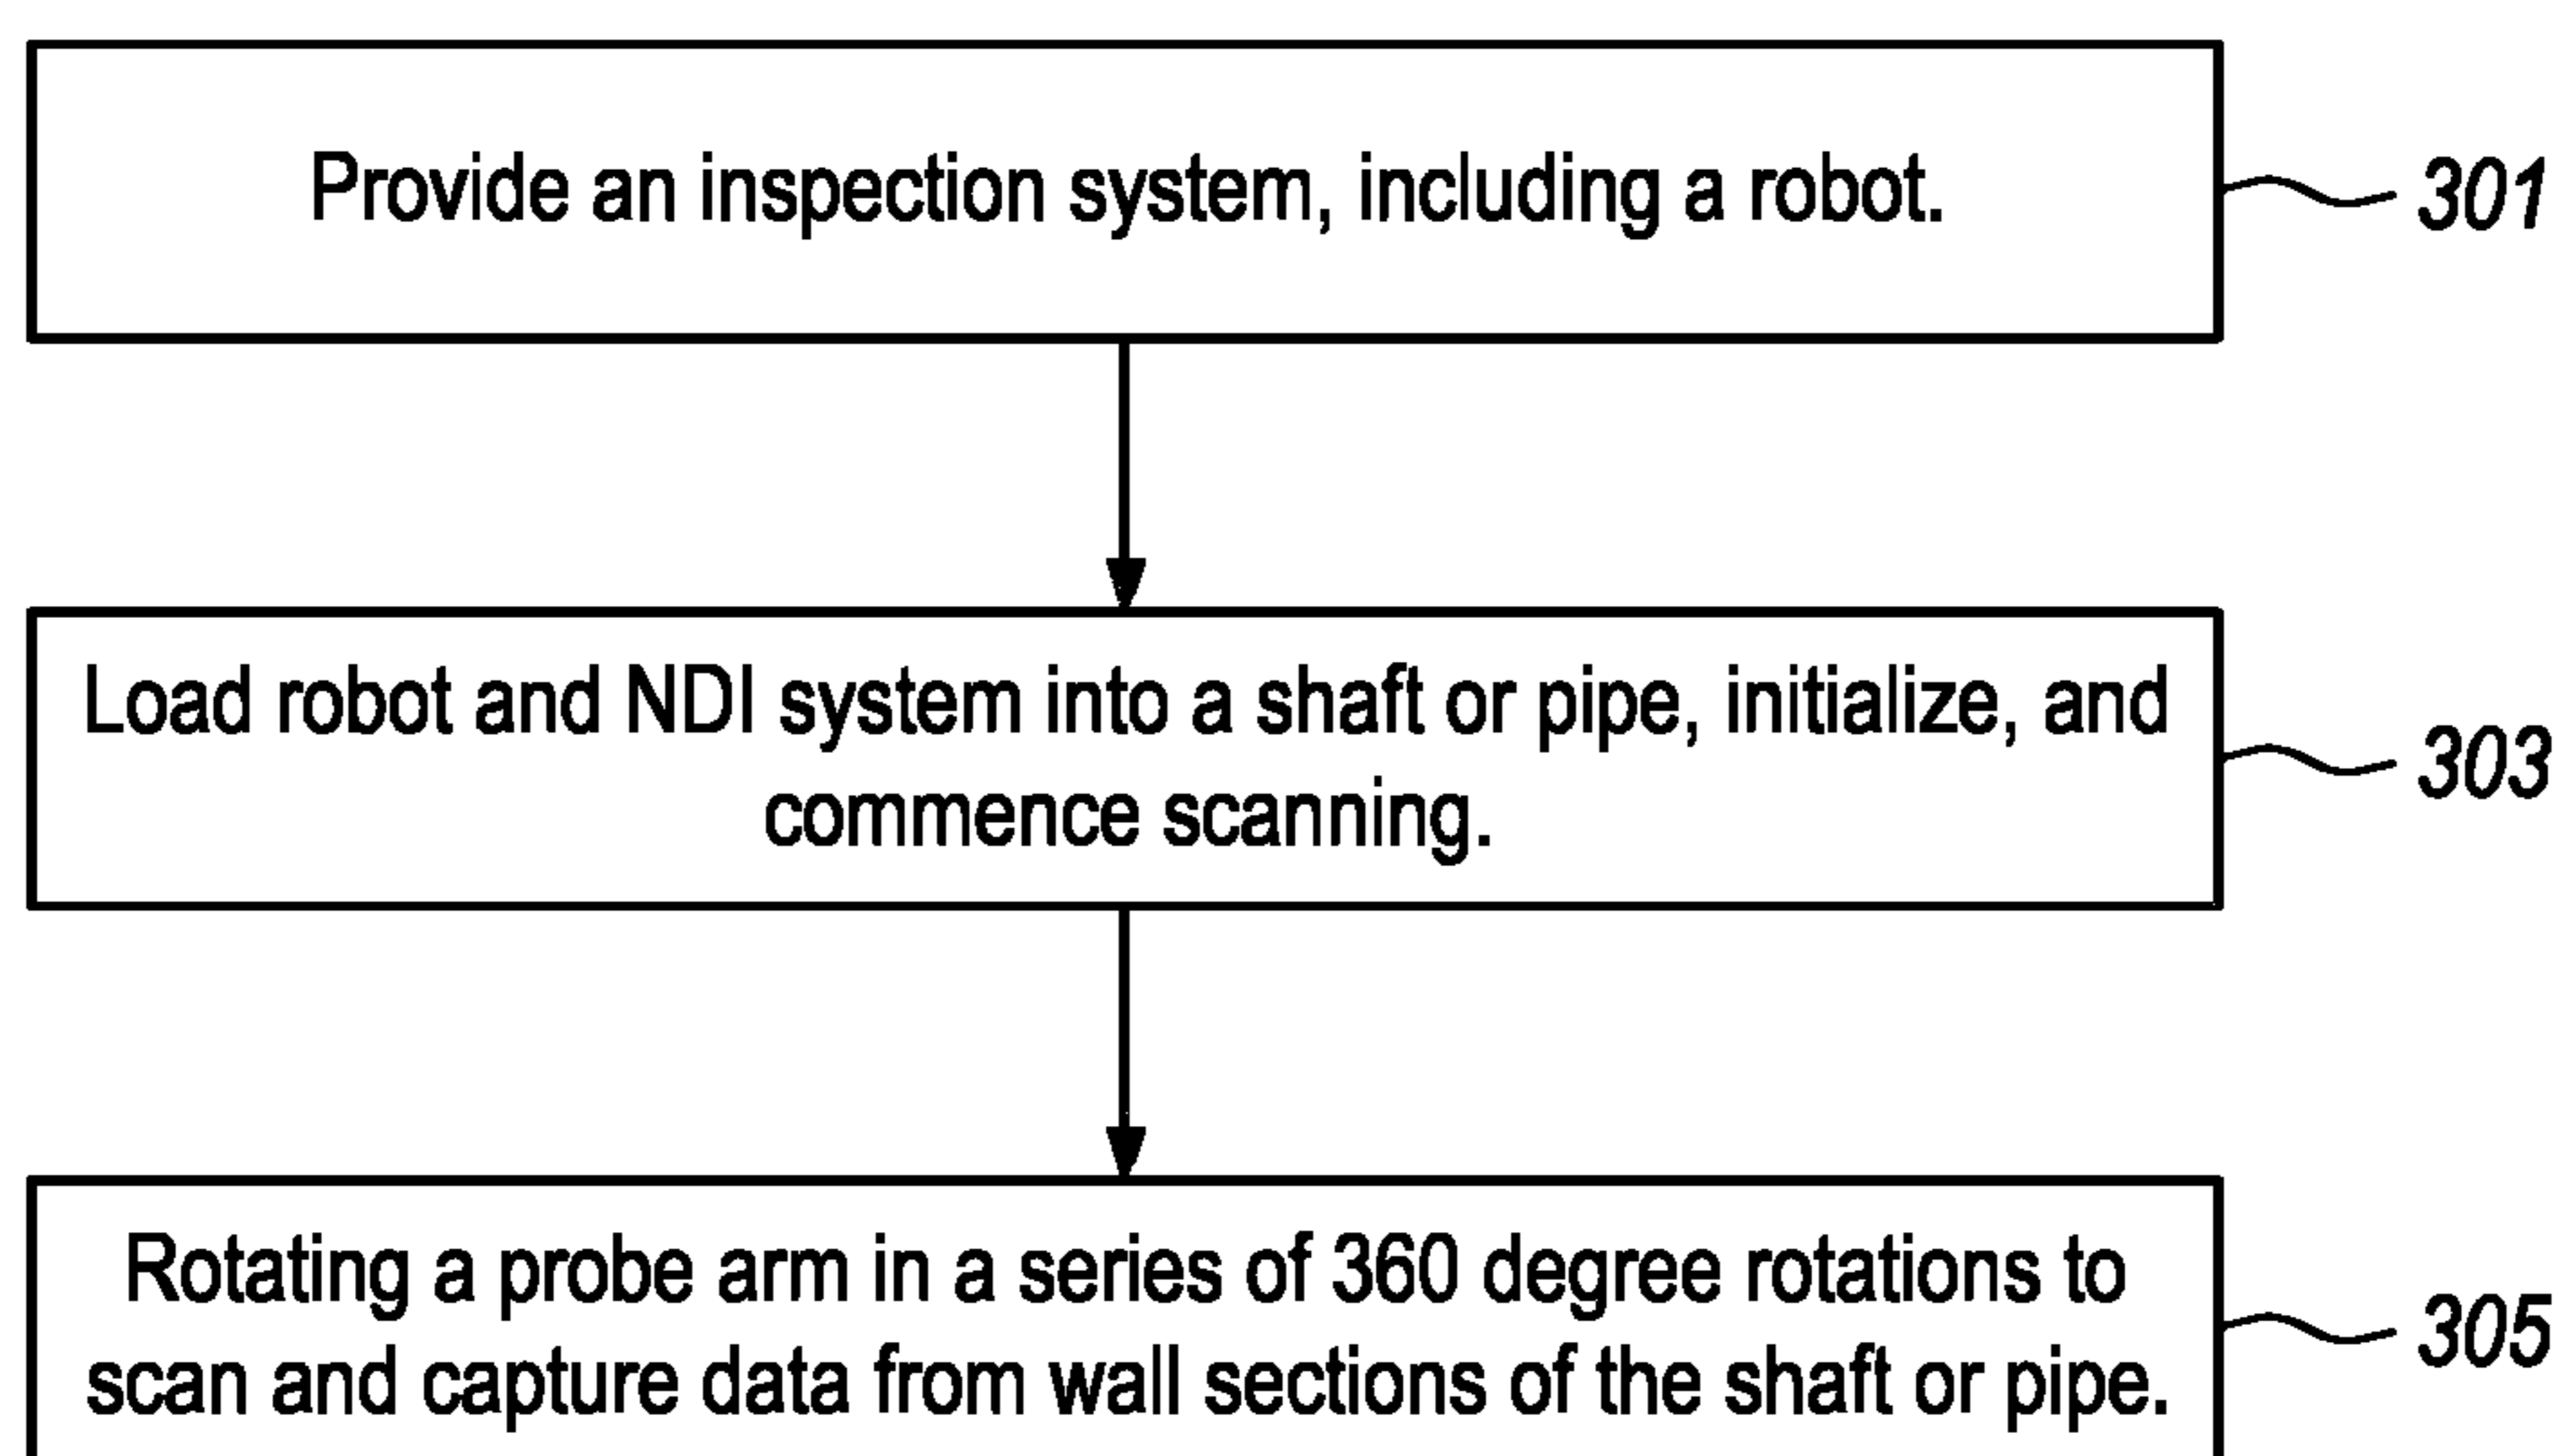 Provide an inspection system, including a robot.
301
Load robot and NDI system into a shaft or pipe, initialize, and
commence scanning.
303
Rotating a probe arm in a series of 360 degree rotations to
scan and capture data from wall sections of the shaft or pipe.
305